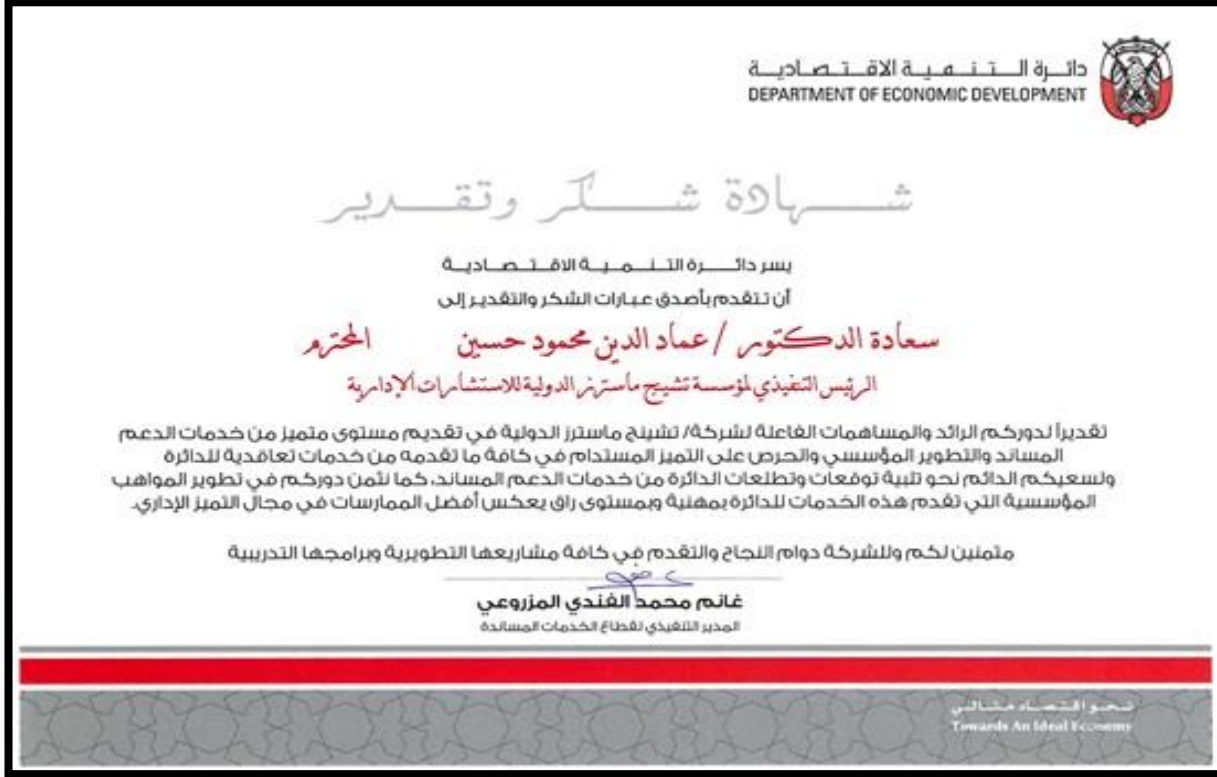 دائرة التنمية الاقتصادية
DEPARTMENT OF ECONOMIC DEVELOPMENT
شهادة شكر وتقدير
يسر دائرة التنمية الاقتصادية
أن تتقدم بأصدق عبارات الشكر والتقدير إلى
سعادة الدكتور / عماد الدين محمود حسين المحترم
الرئيس التنفيذي لمؤسسة تشينج ماسترز الدولية للاستشارات الإدارية
تقديراً لدوركم الرائد والمساهمات الفاعلة لشركة/ تشينج ماسترز الدولية في تقديم مستوى متميز من خدمات الدعم
المساند والتطوير المؤسسي والحرص على التميز المستدام في كافة ما تقدمه من خدمات تعاقدية للدائرة
ولسعيكم الدائم نحو تلبية توقعات وتطلعات الدائرة من خدمات الدعم المساند، كما نثمن دوركم في تطوير المواهب
المؤسسية التي تقدم هذه الخدمات للدائرة بمهنية وبمستوى راق يعكس أفضل الممارسات في مجال التميز الإداري.
متمنين لكم وللشركة دوام النجاح والتقدم في كافة مشاريعها التطويرية وبرامجها التدريبية
غانم محمد الفندي المزروعي
المدير التنفيذي لقطاع الخدمات المساندة
نحو اقتصاد مثالي
Towards An Ideal Economy